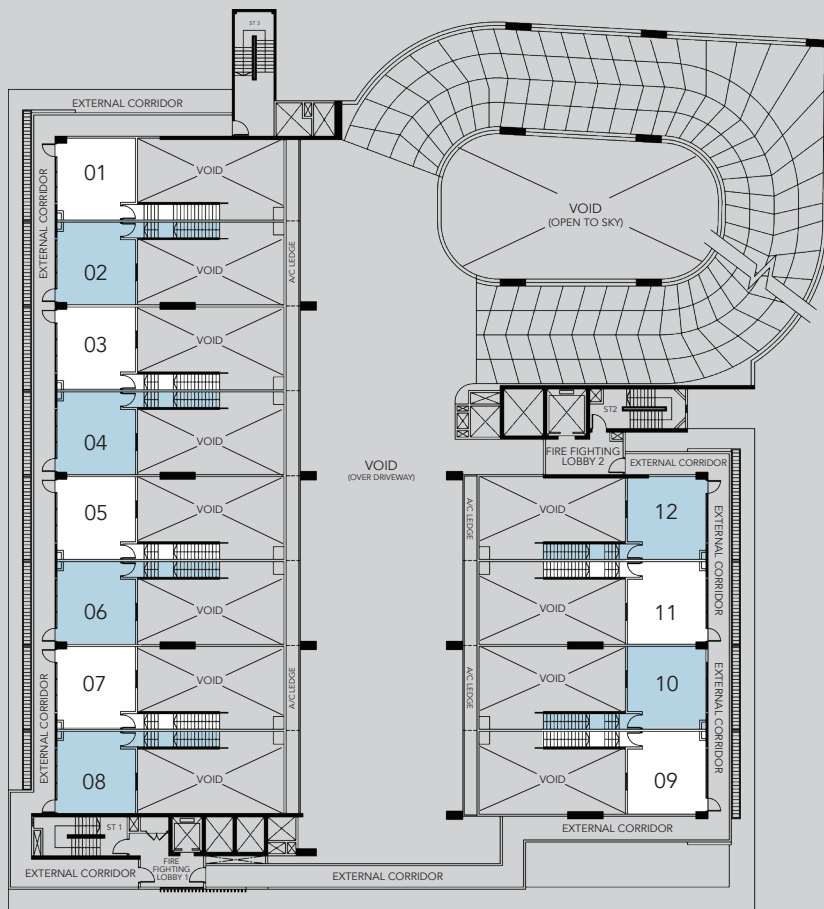 ST 3
EXTERNAL CORRIDOR
EXTERNAL CORRIDOR
01
VOID
02
VOID
A/C LEDGE
03
VOID
04
VOID
05
VOID
06
VOID
07
VOID
A/C LEDGE
EXTERNAL CORRIDOR
08
VOID
VOID
(OPEN TO SKY)
VOID
(OVER DRIVEWAY)
ST2
FIRE FIGHTING
LOBBY 2
EXTERNAL CORRIDOR
A/C LEDGE
VOID
12
EXTERNAL CORRIDOR
VOID
11
A/C LEDGE
VOID
10
EXTERNAL CORRIDOR
VOID
09
EXTERNAL CORRIDOR
ST 1
FIRE
FIGHTING
LOBBY 1
EXTERNAL CORRIDOR
EXTERNAL CORRIDOR